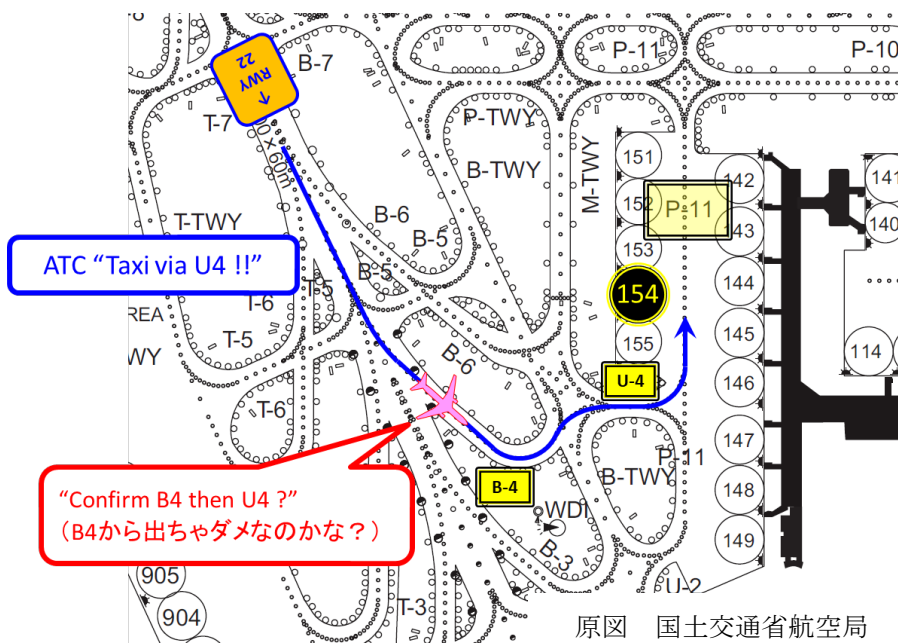 P-11
P-10
B-7
RWY
22
T-7
0×60m
P-TWY
B-TWY
M-TWY
151
142
141
152
P-11
143
140
T-TWY
B-6
B-5
153
ATC “Taxi via U4 !!”
B-5
T-5
154
144
REA
T-6
T-5
155
145
114
WY
B-6
U-4
146
T-6
“Confirm B4 then U4 ?”
（B4から出ちゃダメなのかな？）
B-4
B-TWY
P-11
147
148
WDI
B-3
149
905
U-2
904
T-3
原図　国土交通省航空局